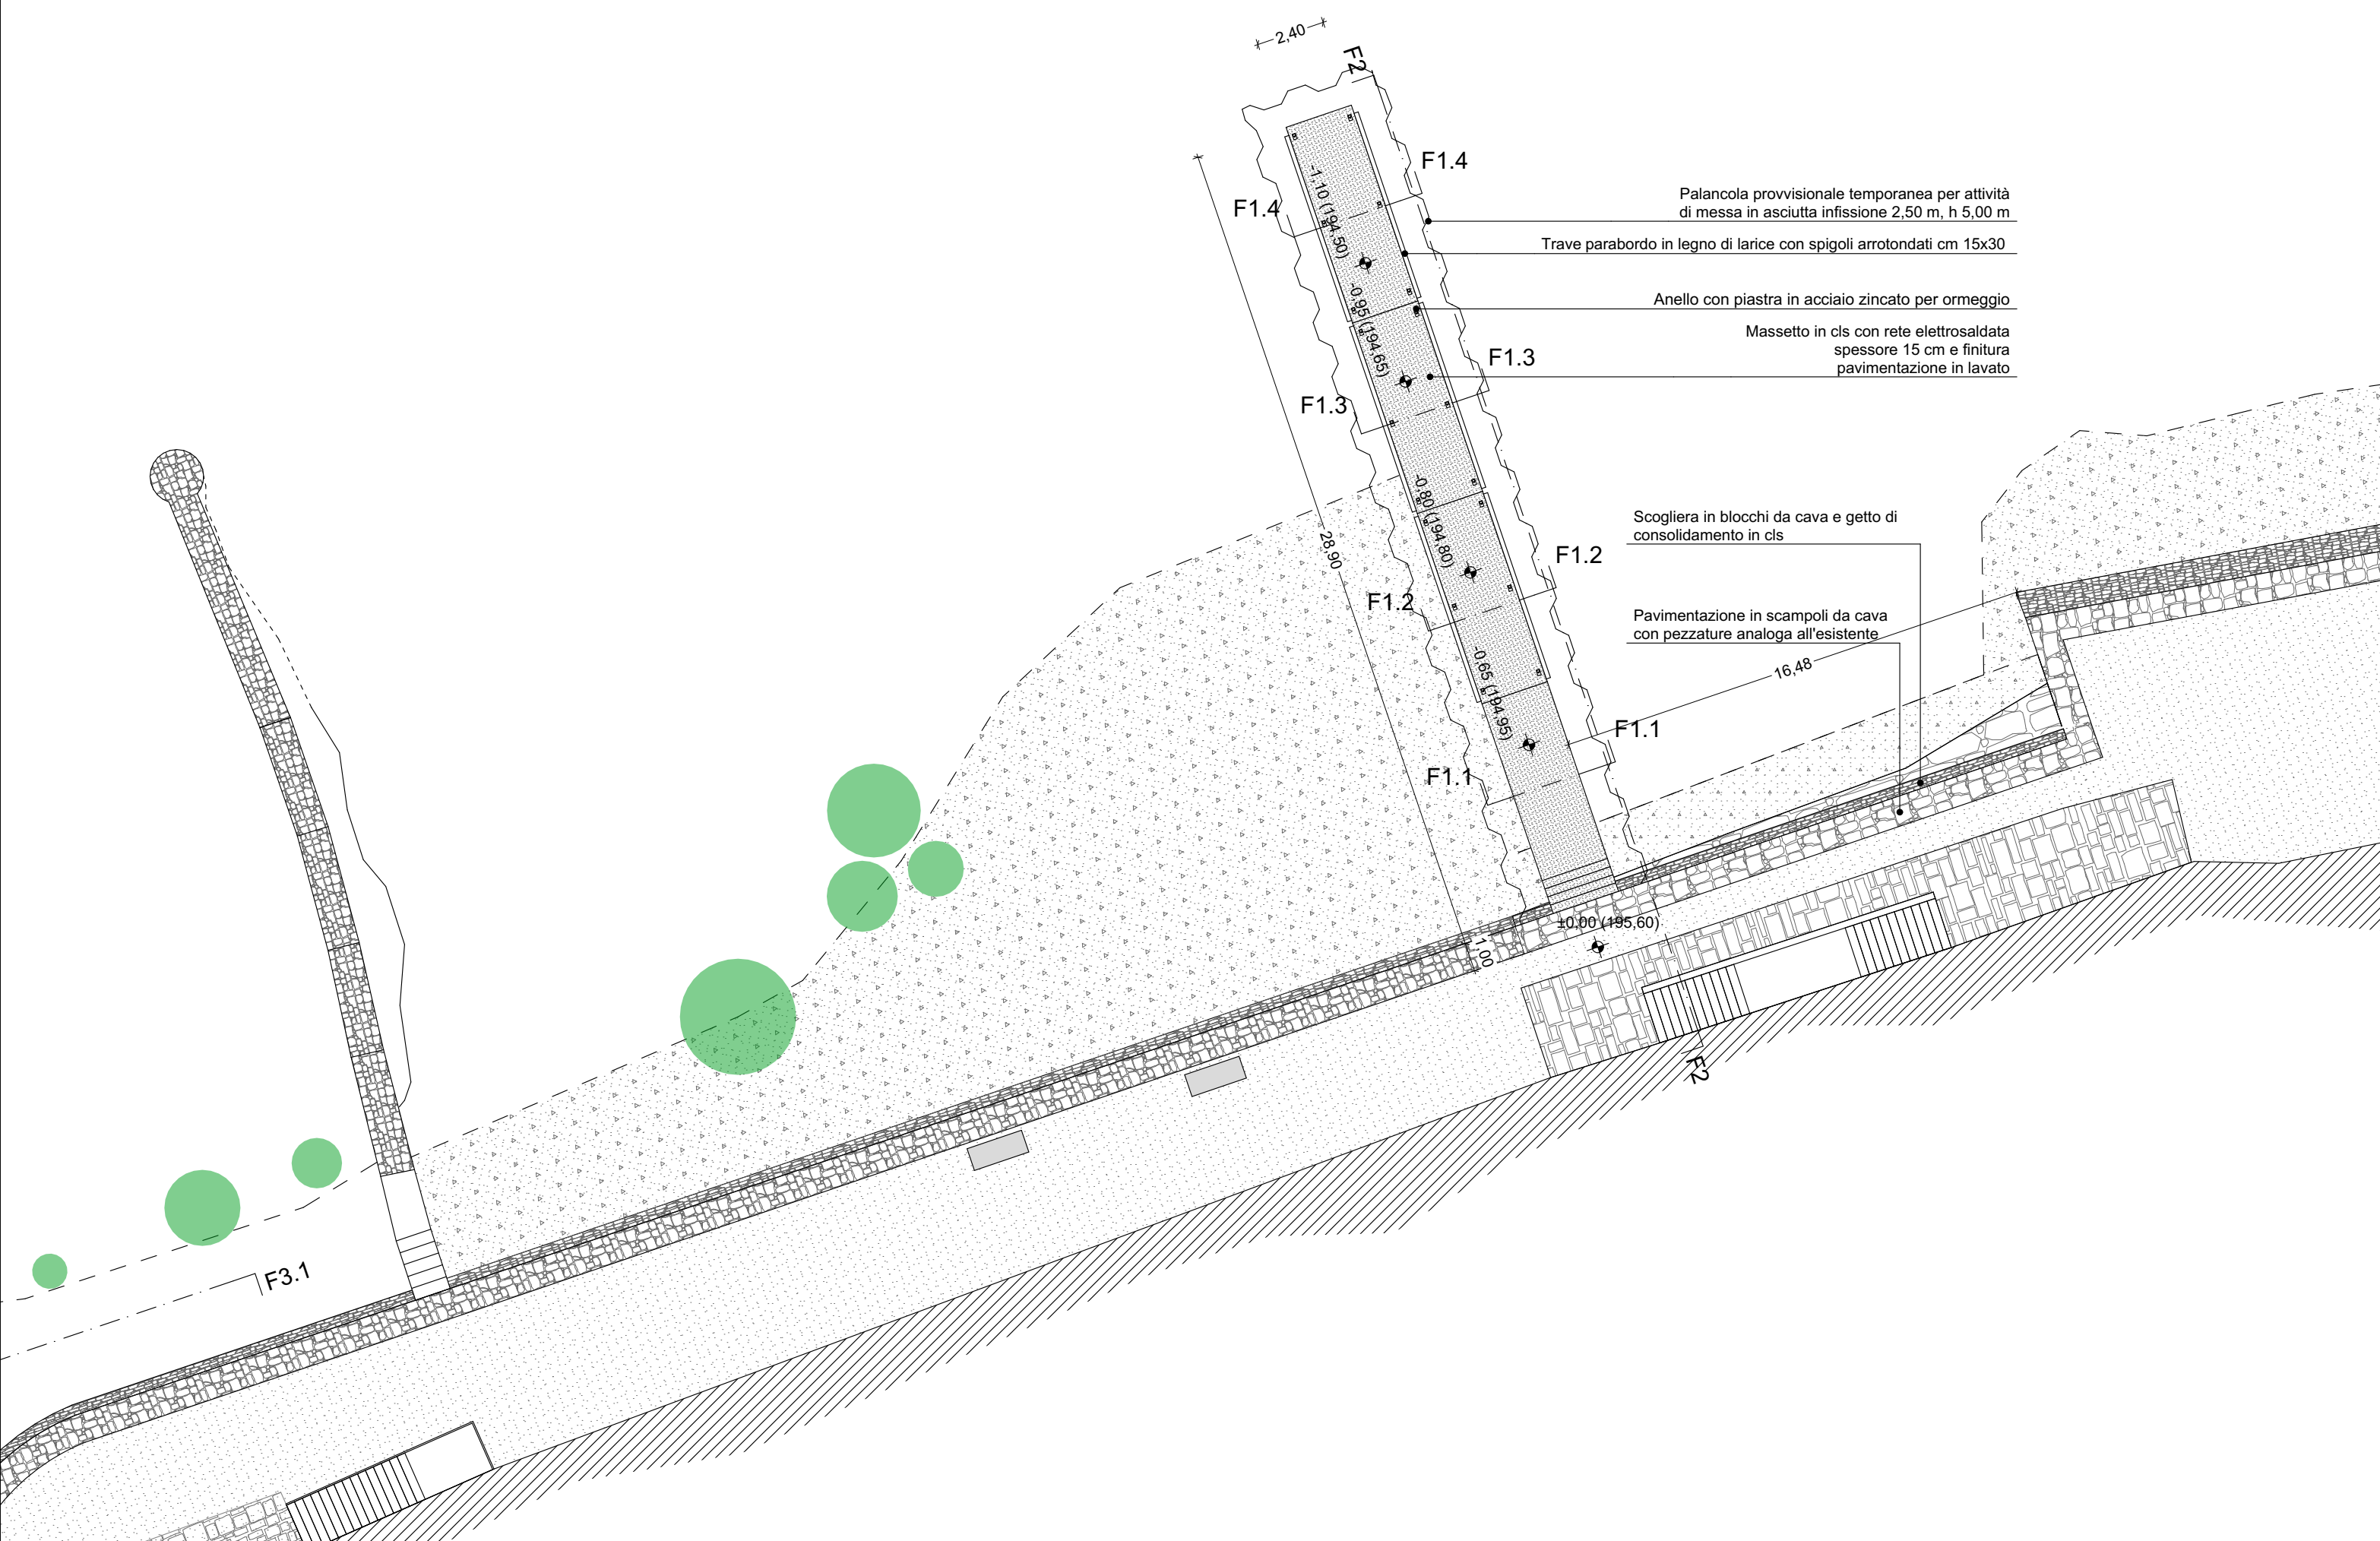 2,40
F2
F1.4
F1.4
-1,10 (194,50)
Palancola provvisionale temporanea per attività
di messa in asciutta infissione 2,50 m, h 5,00 m
Trave parabordo in legno di larice con spigoli arrotondati cm 15x30
Anello con piastra in acciaio zincato per ormeggio
Massetto in cls con rete elettrosaldata
spessore 15 cm e finitura
pavimentazione in lavato
-0,95 (194,65)
F1.3
F1.3
28,90
-0,80 (194,80)
Scogliera in blocchi da cava e getto di
consolidamento in cls
F1.2
F1.2
Pavimentazione in scampoli da cava
con pezzature analoga all'esistente
16,48
-0,65 (194,95)
F1.1
F1.1
±0,00 (195,60)
1,00
F2
F3.1